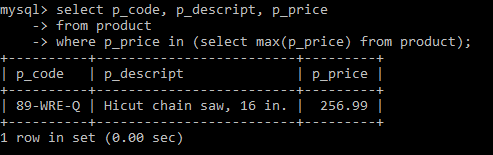 mysql> select p_code, p_descript, p_price
    -> from product
    -> where p_price in (select max(p_price) from product);
+----------+-------------------------+---------+
| p_code   | p_descript              | p_price |
+----------+-------------------------+---------+
| 89-WRE-Q | Hicut chain saw, 16 in. |  256.99 |
+----------+-------------------------+---------+
1 row in set (0.00 sec)